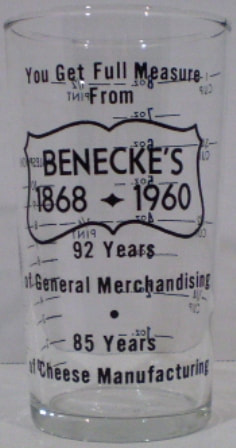 You Get Full Measure
From
BENECKE'S
1868 ✦ 1960
92 Years
of General Merchandising
•
85 Years
of Cheese Manufacturing